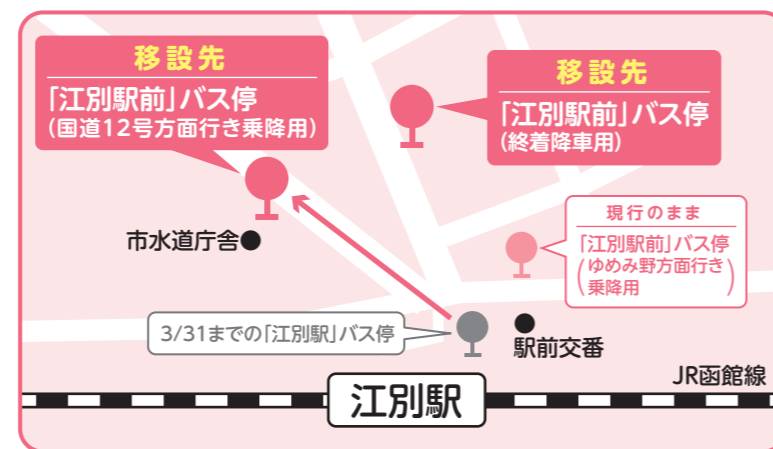 移設先
「江別駅前」バス停
(国道12号方面行き乗降用)
移設先
「江別駅前」バス停
(終着降車用)
現行のまま
「江別駅前」バス停
(ゆめみ野方面行き
乗降用)
市水道庁舎●
3/31までの「江別駅」バス停
駅前交番
JR函館線
江別駅